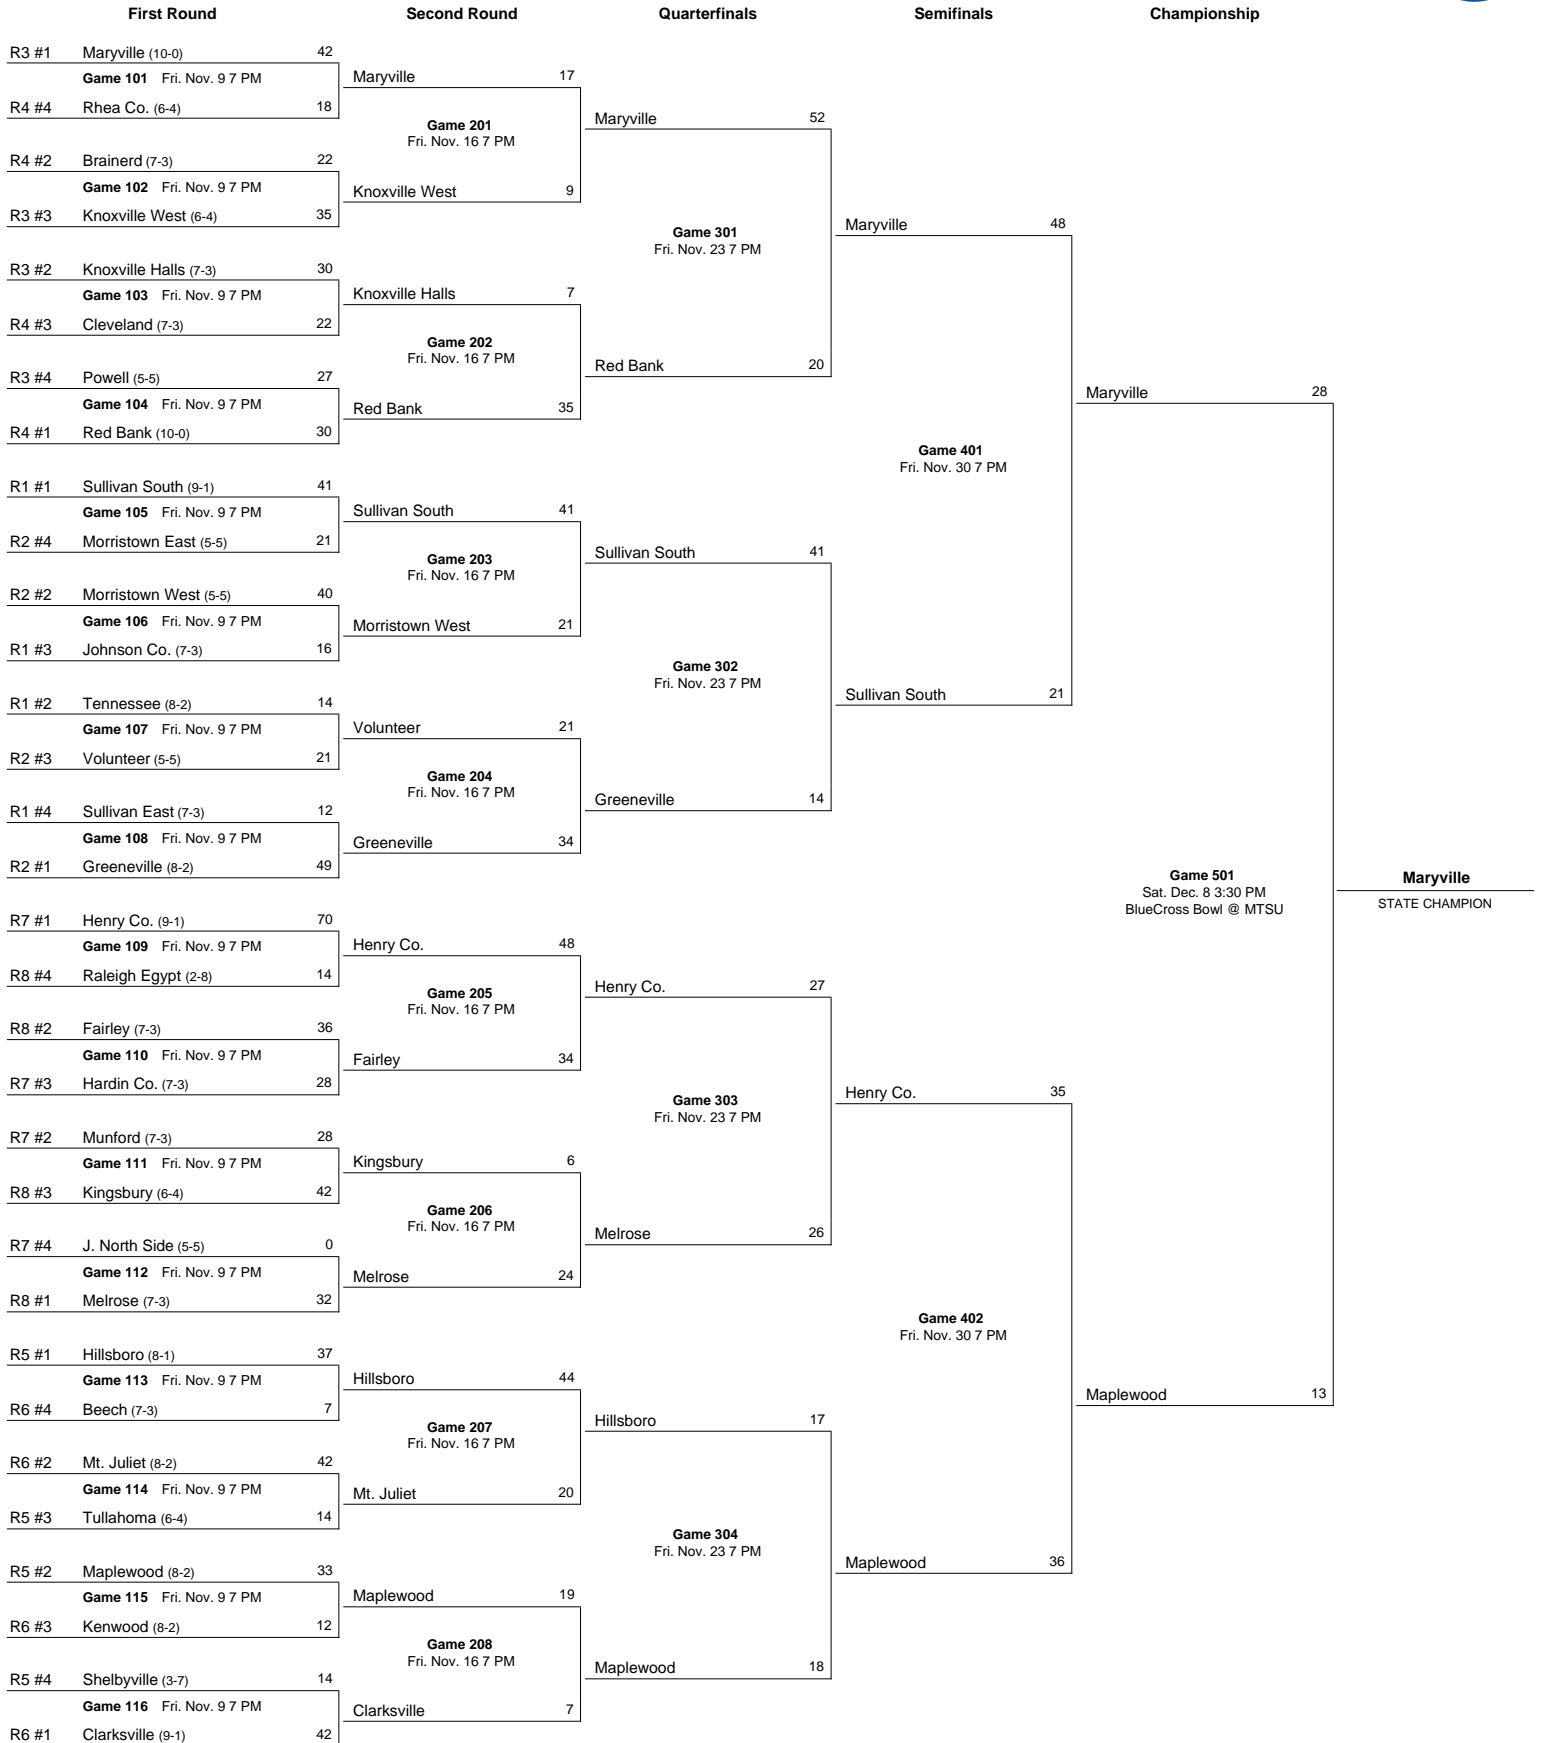 First Round
Second Round
Quarterfinals
Semifinals
Championship
R3 #1 Maryville (10-0) 42
Game 101 Fri. Nov. 9 7 PM
R4 #4 Rhea Co. (6-4) 18
R4 #2 Brainerd (7-3) 22
Game 102 Fri. Nov. 9 7 PM
R3 #3 Knoxville West (6-4) 35
R3 #2 Knoxville Halls (7-3) 30
Game 103 Fri. Nov. 9 7 PM
R4 #3 Cleveland (7-3) 22
R3 #4 Powell (5-5) 27
Game 104 Fri. Nov. 9 7 PM
R4 #1 Red Bank (10-0) 30
R1 #1 Sullivan South (9-1) 41
Game 105 Fri. Nov. 9 7 PM
R2 #4 Morristown East (5-5) 21
R2 #2 Morristown West (5-5) 40
Game 106 Fri. Nov. 9 7 PM
R1 #3 Johnson Co. (7-3) 16
R1 #2 Tennessee (8-2) 14
Game 107 Fri. Nov. 9 7 PM
R2 #3 Volunteer (5-5) 21
R1 #4 Sullivan East (7-3) 12
Game 108 Fri. Nov. 9 7 PM
R2 #1 Greeneville (8-2) 49
R7 #1 Henry Co. (9-1) 70
Game 109 Fri. Nov. 9 7 PM
R8 #4 Raleigh Egypt (2-8) 14
R8 #2 Fairley (7-3) 36
Game 110 Fri. Nov. 9 7 PM
R7 #3 Hardin Co. (7-3) 28
R7 #2 Munford (7-3) 28
Game 111 Fri. Nov. 9 7 PM
R8 #3 Kingsbury (6-4) 42
R7 #4 J. North Side (5-5) 0
Game 112 Fri. Nov. 9 7 PM
R8 #1 Melrose (7-3) 32
R5 #1 Hillsboro (8-1) 37
Game 113 Fri. Nov. 9 7 PM
R6 #4 Beech (7-3) 7
R6 #2 Mt. Juliet (8-2) 42
Game 114 Fri. Nov. 9 7 PM
R5 #3 Tullahoma (6-4) 14
R5 #2 Maplewood (8-2) 33
Game 115 Fri. Nov. 9 7 PM
R6 #3 Kenwood (8-2) 12
R5 #4 Shelbyville (3-7) 14
Game 116 Fri. Nov. 9 7 PM
R6 #1 Clarksville (9-1) 42
Maryville 17
Game 201
Fri. Nov. 16 7 PM
Knoxville West 9
Knoxville Halls 7
Game 202
Fri. Nov. 16 7 PM
Red Bank 35
Sullivan South 41
Game 203
Fri. Nov. 16 7 PM
Morristown West 21
Volunteer 21
Game 204
Fri. Nov. 16 7 PM
Greeneville 34
Henry Co. 48
Game 205
Fri. Nov. 16 7 PM
Fairley 34
Kingsbury 6
Game 206
Fri. Nov. 16 7 PM
Melrose 24
Hillsboro 44
Game 207
Fri. Nov. 16 7 PM
Mt. Juliet 20
Maplewood 19
Game 208
Fri. Nov. 16 7 PM
Clarksville 7
Maryville 52
Game 301
Fri. Nov. 23 7 PM
Red Bank 20
Sullivan South 41
Game 302
Fri. Nov. 23 7 PM
Greeneville 14
Henry Co. 27
Game 303
Fri. Nov. 23 7 PM
Melrose 26
Hillsboro 17
Game 304
Fri. Nov. 23 7 PM
Maplewood 18
Maryville 48
Game 401
Fri. Nov. 30 7 PM
Sullivan South 21
Henry Co. 35
Game 402
Fri. Nov. 30 7 PM
Maplewood 36
Maryville 28
Game 501
Sat. Dec. 8 3:30 PM
BlueCross Bowl @ MTSU
Maplewood 13
Maryville
STATE CHAMPION